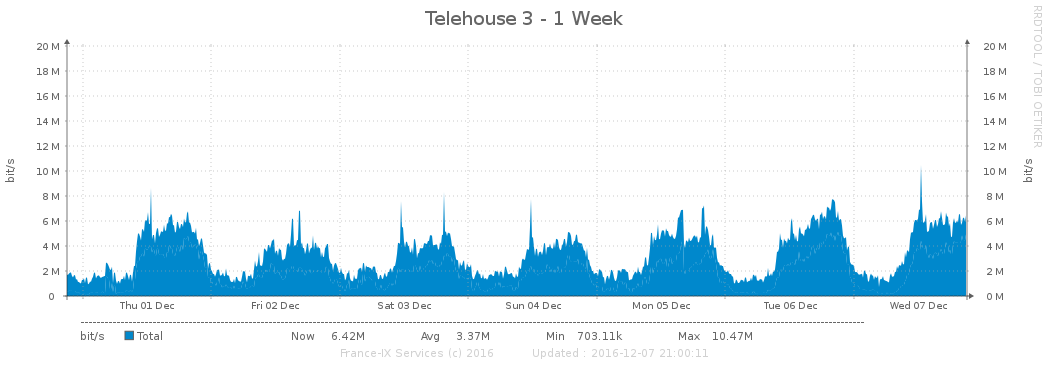 Telehouse 3 - 1 Week
RRDTOOL / TOBI OETIKER
bit/s
20 M
18 M
16 M
14 M
12 M
10 M
8 M
6 M
4 M
2 M
0
20 M
18 M
16 M
14 M
12 M
10 M
8 M
6 M
4 M
2 M
0 M
bit/s
Thu 01 Dec Fri 02 Dec Sat 03 Dec Sun 04 Dec Mon 05 Dec Tue 06 Dec Wed 07 Dec
bit/s Total Now 6.42M Avg 3.37M Min 703.11k Max 10.47M
France-IX Services (c) 2016 Updated : 2016-12-07 21:00:11